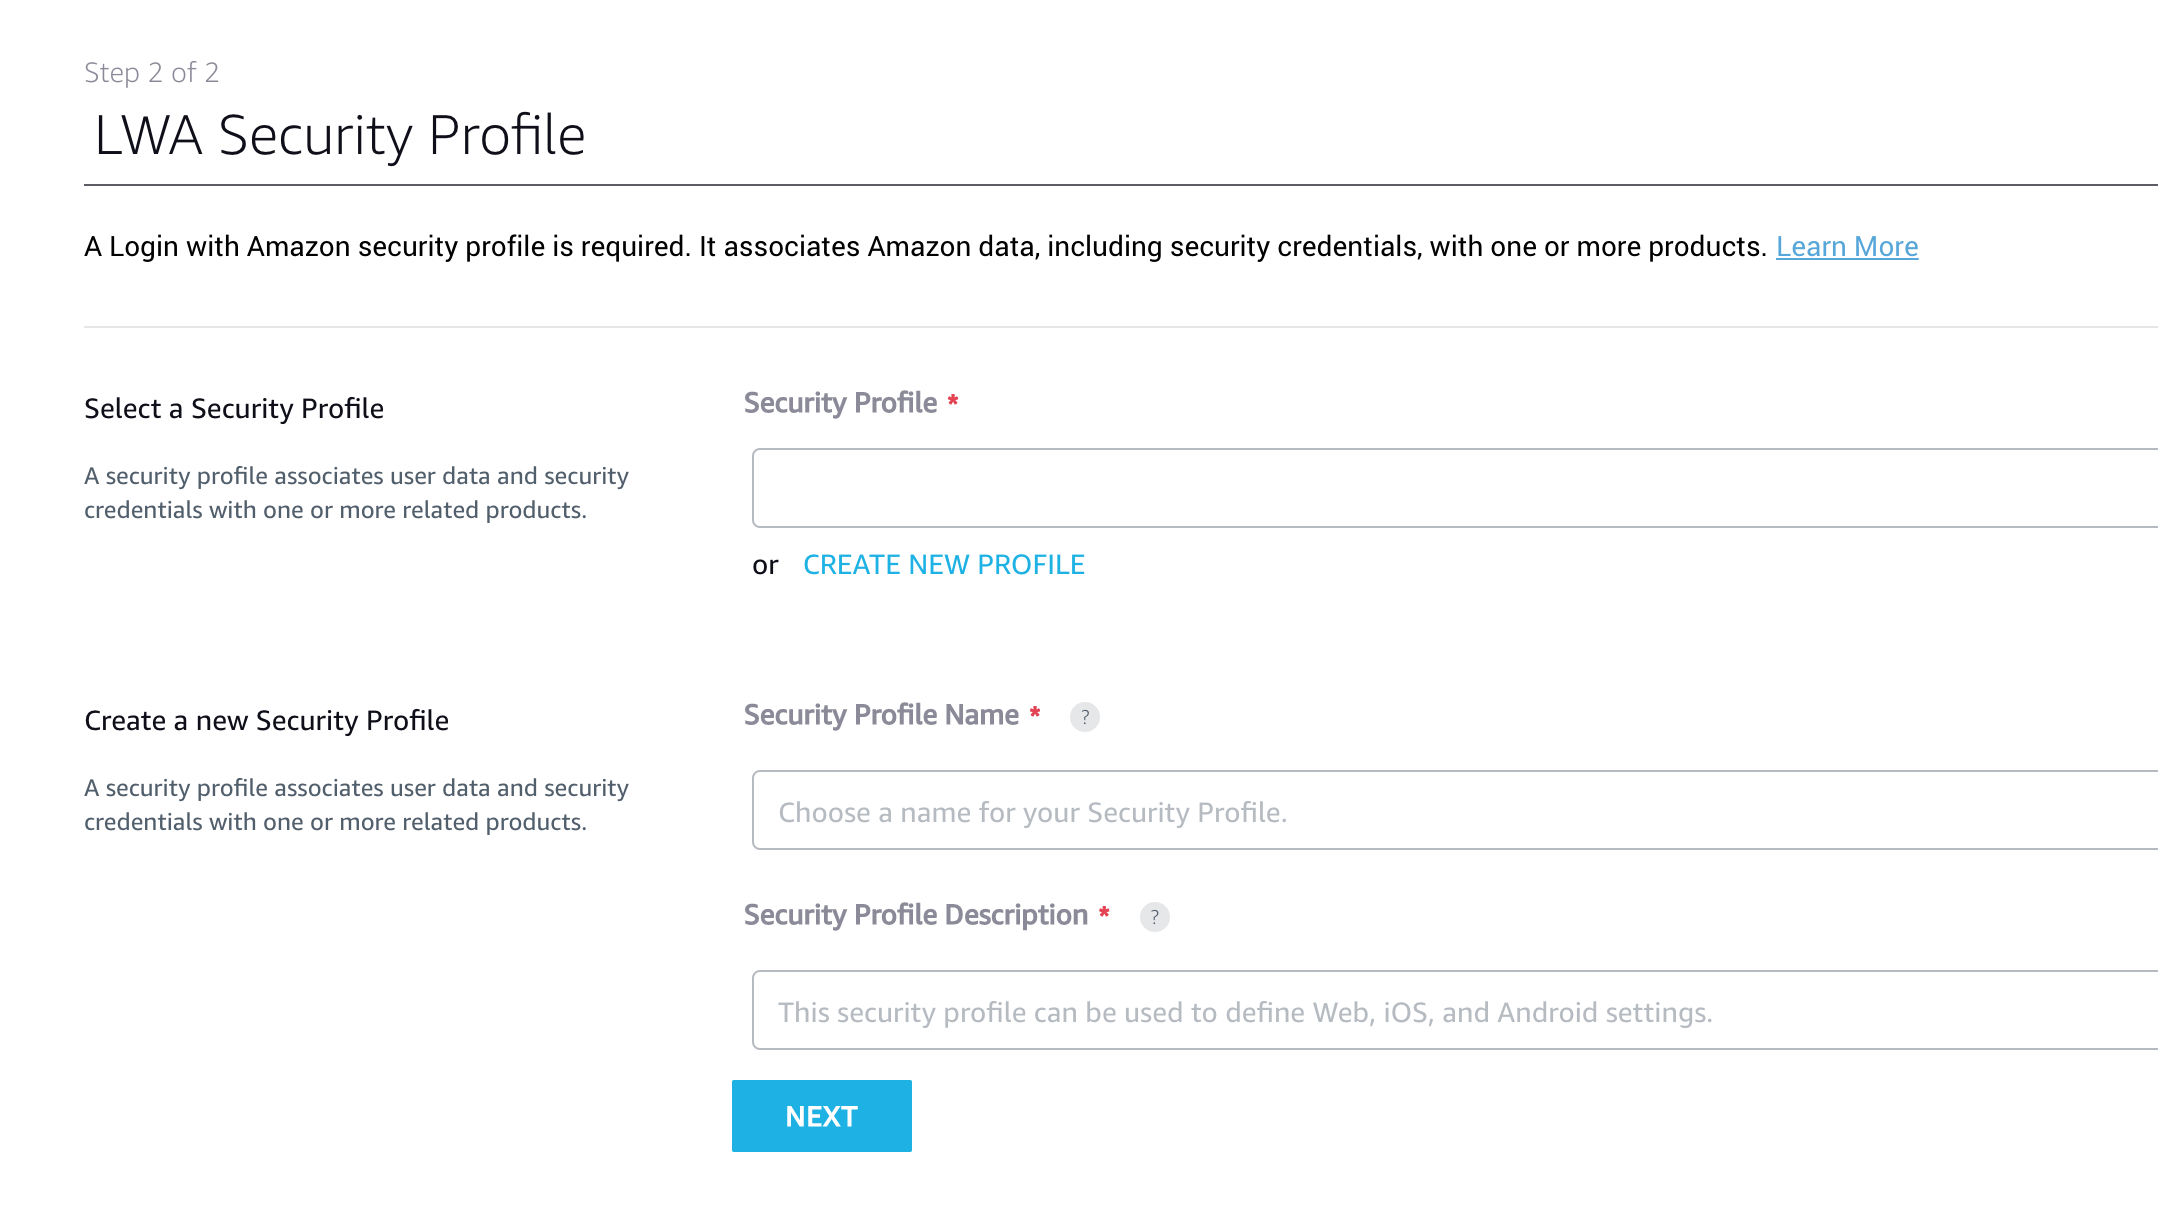 Step 2 of 2
LWA Security Profile
A Login with Amazon security profile is required. It associates Amazon data, including security credentials, with one or more products. Learn More
Select a Security Profile
A security profile associates user data and security
credentials with one or more related products.
Security Profile *
or CREATE NEW PROFILE
Create a new Security Profile
A security profile associates user data and security
credentials with one or more related products.
Security Profile Name * ?
Choose a name for your Security Profile.
Security Profile Description * ?
This security profile can be used to define Web, iOS, and Android settings.
NEXT